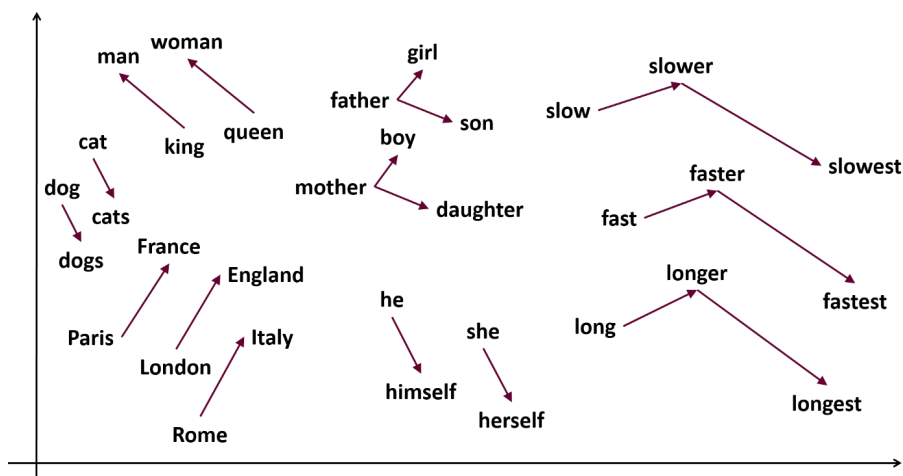 man
woman
king
queen
cat
cats
dog
dogs
France
Paris
England
London
Italy
Rome
girl
father
son
boy
mother
daughter
he
himself
she
herself
slower
slow
slowest
faster
fast
fastest
longer
long
longest